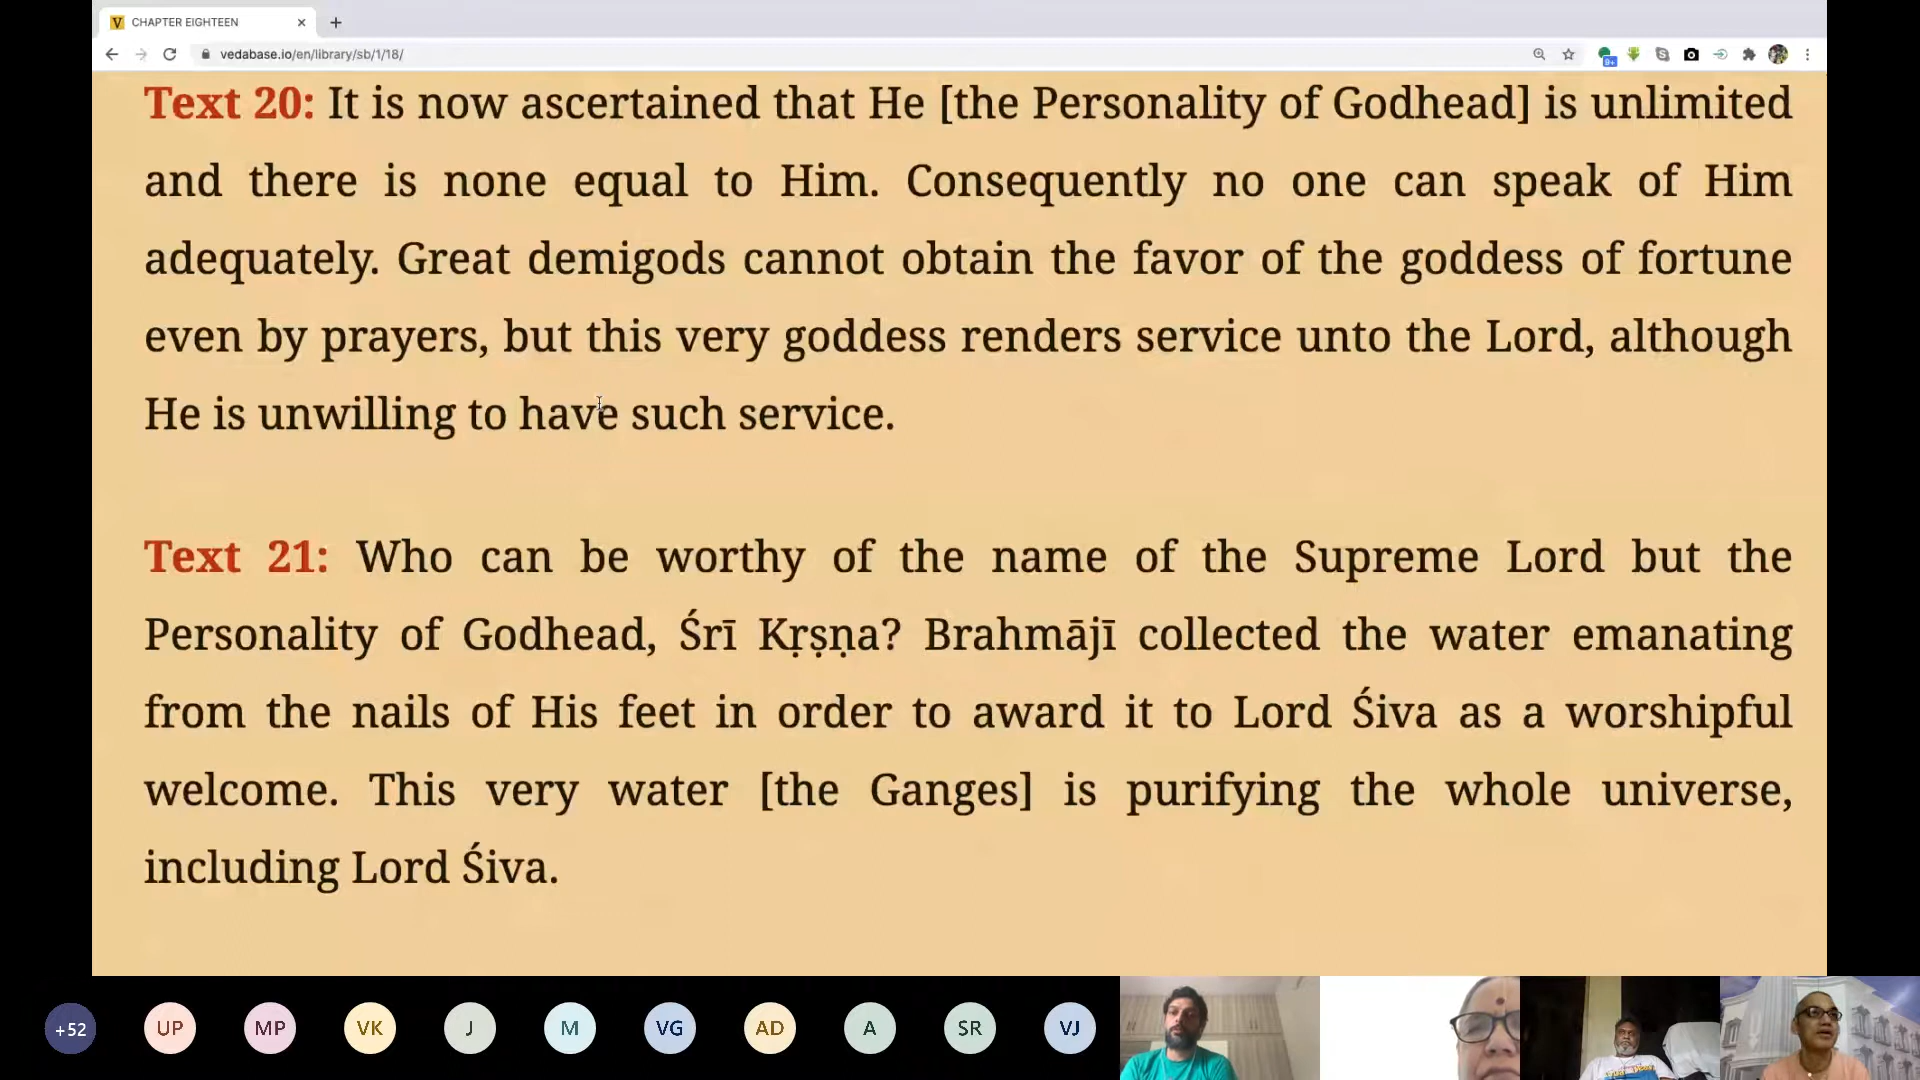 CHAPTER EIGHTEEN
vedabase.io/en/library/sb/1/18/
9+
Text 20: It is now ascertained that He [the Personality of Godhead] is unlimited
and there is none equal to Him. Consequently no one can speak of Him
adequately. Great demigods cannot obtain the favor of the goddess of fortune
even by prayers, but this very goddess renders service unto the Lord, although
He is unwilling to have such service.
Text 21: Who can be worthy of the name of the Supreme Lord but the
Personality of Godhead, Śrī Kṛṣṇa? Brahmājī collected the water emanating
from the nails of His feet in order to award it to Lord Śiva as a worshipful
welcome. This very water [the Ganges] is purifying the whole universe,
including Lord Śiva.
+52 UP MP VK J M VG AD A SR VJ